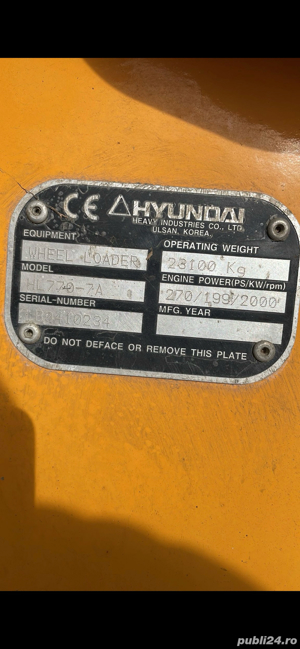 CE HYUNDAI
HEAVY INDUSTRIES CO., LTD.
ULSAN, KOREA.
EQUIPMENT
WHEEL LOADER
OPERATING WEIGHT
23100 Kg
MODEL
HL770-7A
ENGINE POWER(PS/KW/rpm)
270/199/2000
SERIAL-NUMBER
MFG. YEAR
DO NOT DEFACE OR REMOVE THIS PLATE
publi24.ro